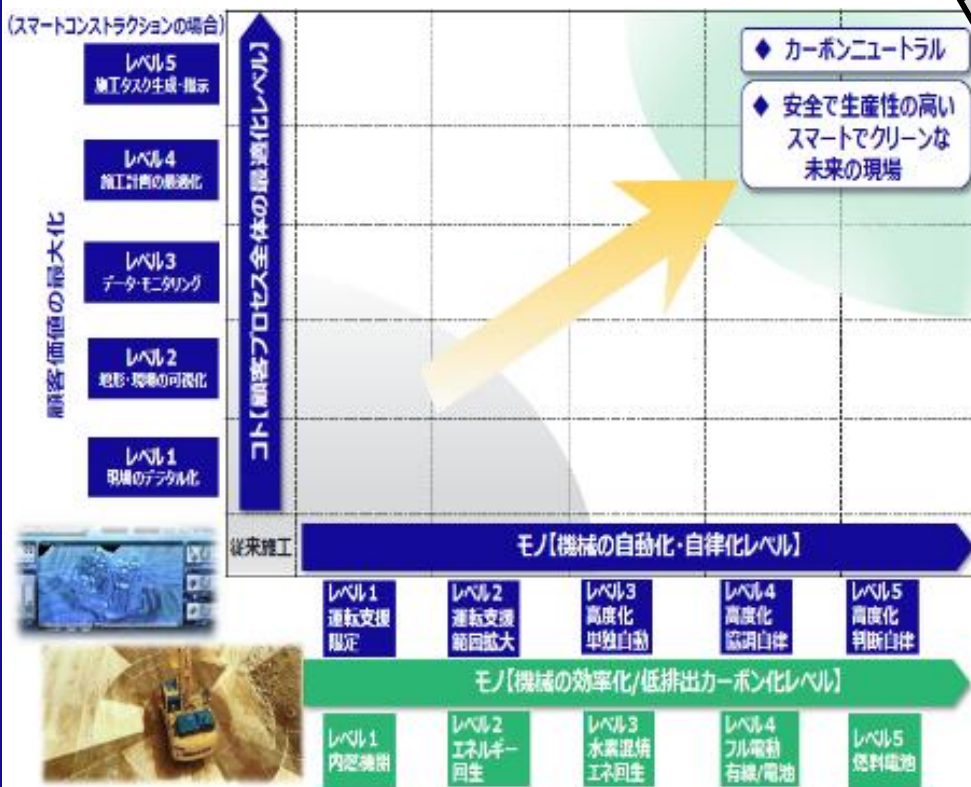 (スマートコンストラクションの場合)
レベル5
施工タスク生成・指示
レベル4
施工計画の最適化
レベル3
データ・モニタリング
レベル2
地形・現場の可視化
レベル1
現場のデジタル化
顧客価値の最大化
コト【顧客プロセス全体の最適化レベル】
◆ カーボンニュートラル
◆ 安全で生産性の高い
スマートでクリーンな
未来の現場
従来施工
モノ【機械の自動化・自律化レベル】
レベル1
運転支援
限定
レベル2
運転支援
範囲拡大
レベル3
高度化
単独自動
レベル4
高度化
協調自律
レベル5
高度化
判断自律
モノ【機械の効率化/低排出カーボン化レベル】
レベル1
内燃機関
レベル2
エネルギー
回生
レベル3
水素混焼
エネ回生
レベル4
フル電動
有線/電池
レベル5
燃料電池